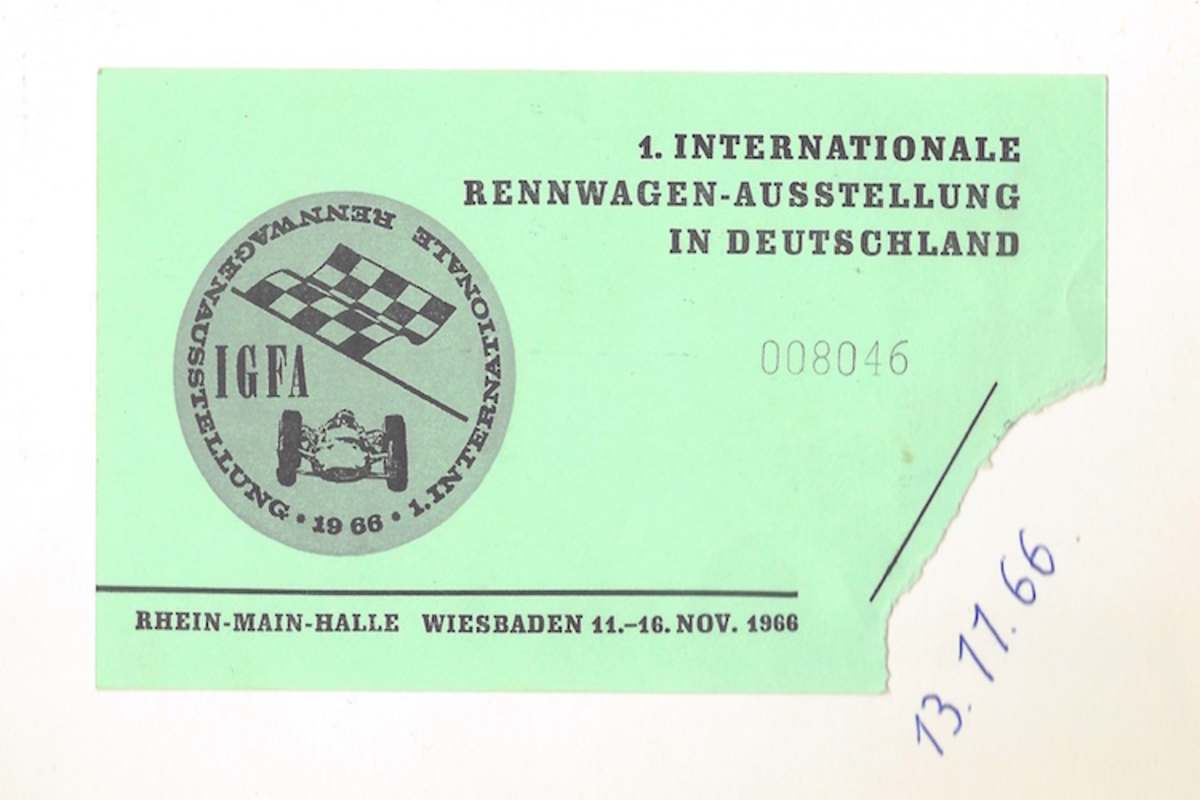 1. INTERNATIONALE
RENNWAGEN-AUSSTELLUNG
IN DEUTSCHLAND
008046
1. INTERNATIONALE RENNWAGENAUSSTELLUNG • 1966 •
IGFA
RHEIN-MAIN-HALLE WIESBADEN 11.-16. NOV. 1966
13.11.66